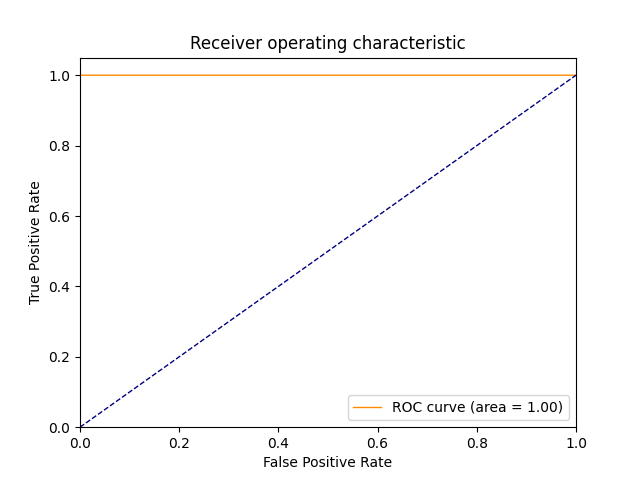 Receiver operating characteristic
1.0
0.8
0.6
0.4
0.2
0.0
True Positive Rate
ROC curve (area = 1.00)
0.0 0.2 0.4 0.6 0.8 1.0
False Positive Rate